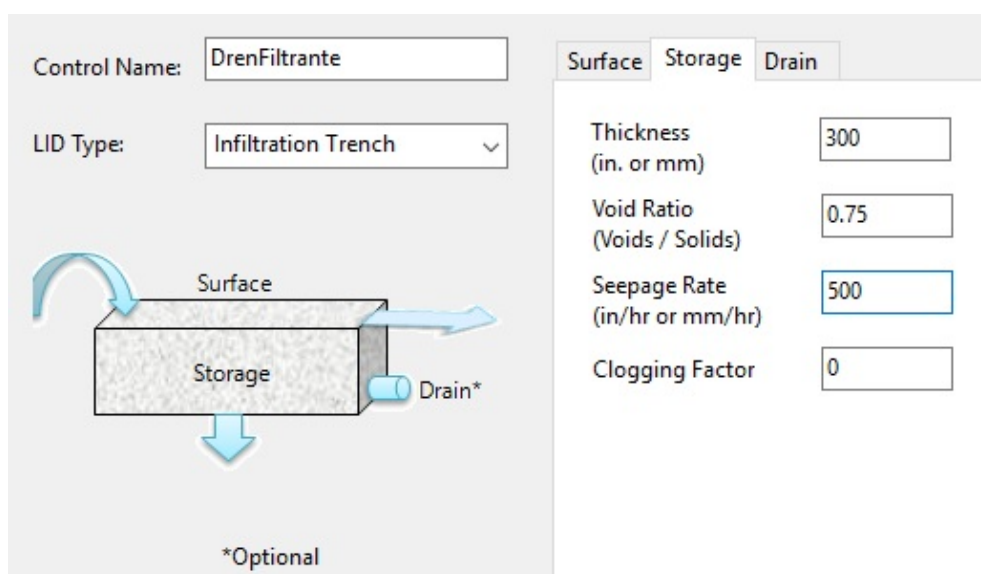 Control Name: DrenFiltrante
LID Type: Infiltration Trench
Surface
Storage
Drain*
*Optional
Surface Storage Drain
Thickness
(in. or mm)
300
Void Ratio
(Voids / Solids)
0.75
Seepage Rate
(in/hr or mm/hr)
500
Clogging Factor
0